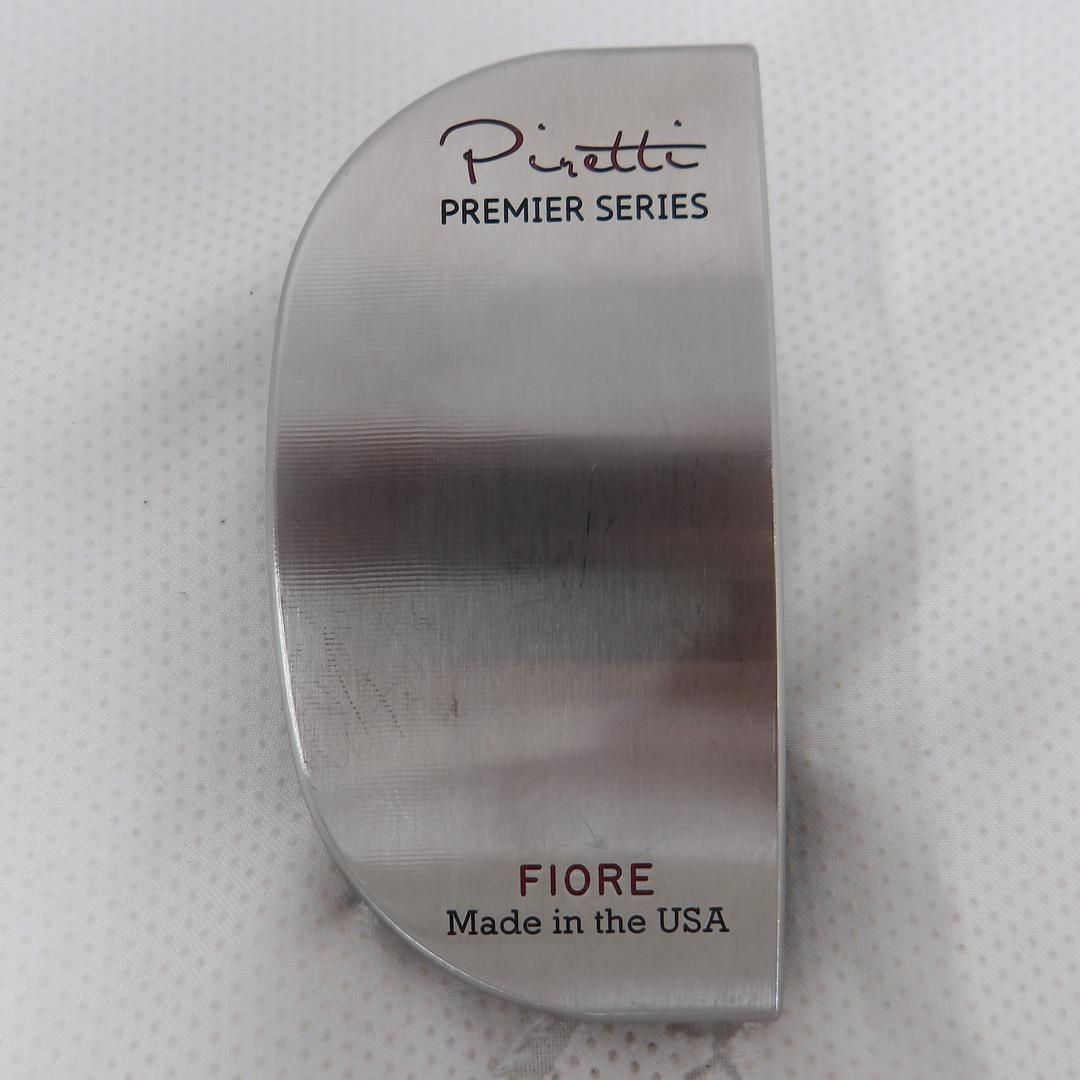 Piretti
PREMIER SERIES
FIORE
Made in the USA